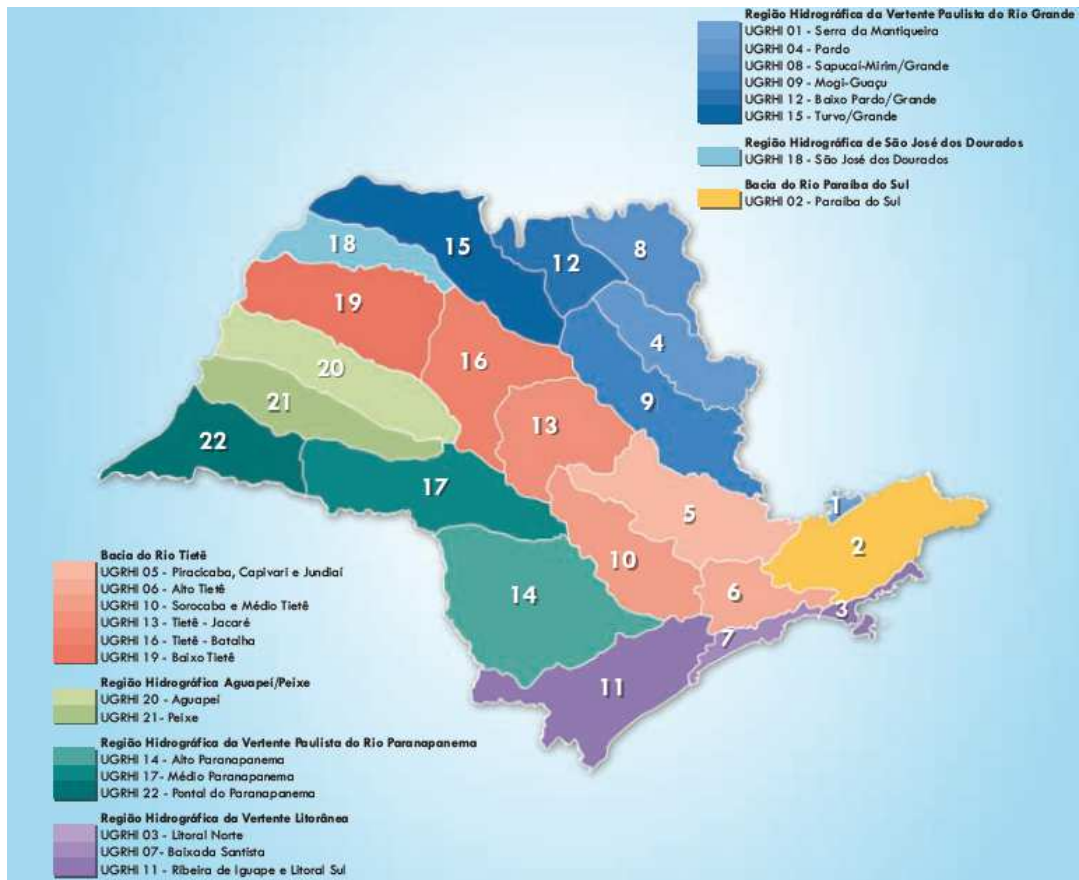 Região Hidrográfica da Vertente Paulista do Rio Grande
UGRHI 01 - Serra da Mantiqueira
UGRHI 04 - Pardo
UGRHI 08 - Sapucaí-Mirim/Grande
UGRHI 09 - Mogi-Guaçu
UGRHI 12 - Baixo Pardo/Grande
UGRHI 15 - Turvo/Grande
Região Hidrográfica de São José dos Dourados
UGRHI 18 - São José dos Dourados
Bacia do Rio Paraíba do Sul
UGRHI 02 - Paraíba do Sul
18
15
12
8
19
16
4
20
21
13
9
22
17
5
1
2
10
14
6
3
7
11
Bacia do Rio Tietê
UGRHI 05 - Piracicaba, Capivari e Jundiaí
UGRHI 06 - Alto Tietê
UGRHI 10 - Sorocaba e Médio Tietê
UGRHI 13 - Tietê - Jacaré
UGRHI 16 - Tietê - Batalha
UGRHI 19 - Baixo Tietê
Região Hidrográfica Aguapeí/Peixe
UGRHI 20 - Aguapeí
UGRHI 21 - Peixe
Região Hidrográfica da Vertente Paulista do Rio Paranapanema
UGRHI 14 - Alto Paranapanema
UGRHI 17 - Médio Paranapanema
UGRHI 22 - Pontal do Paranapanema
Região Hidrográfica da Vertente Litorânea
UGRHI 03 - Litoral Norte
UGRHI 07- Baixada Santista
UGRHI 11 - Ribeira de Iguape e Litoral Sul